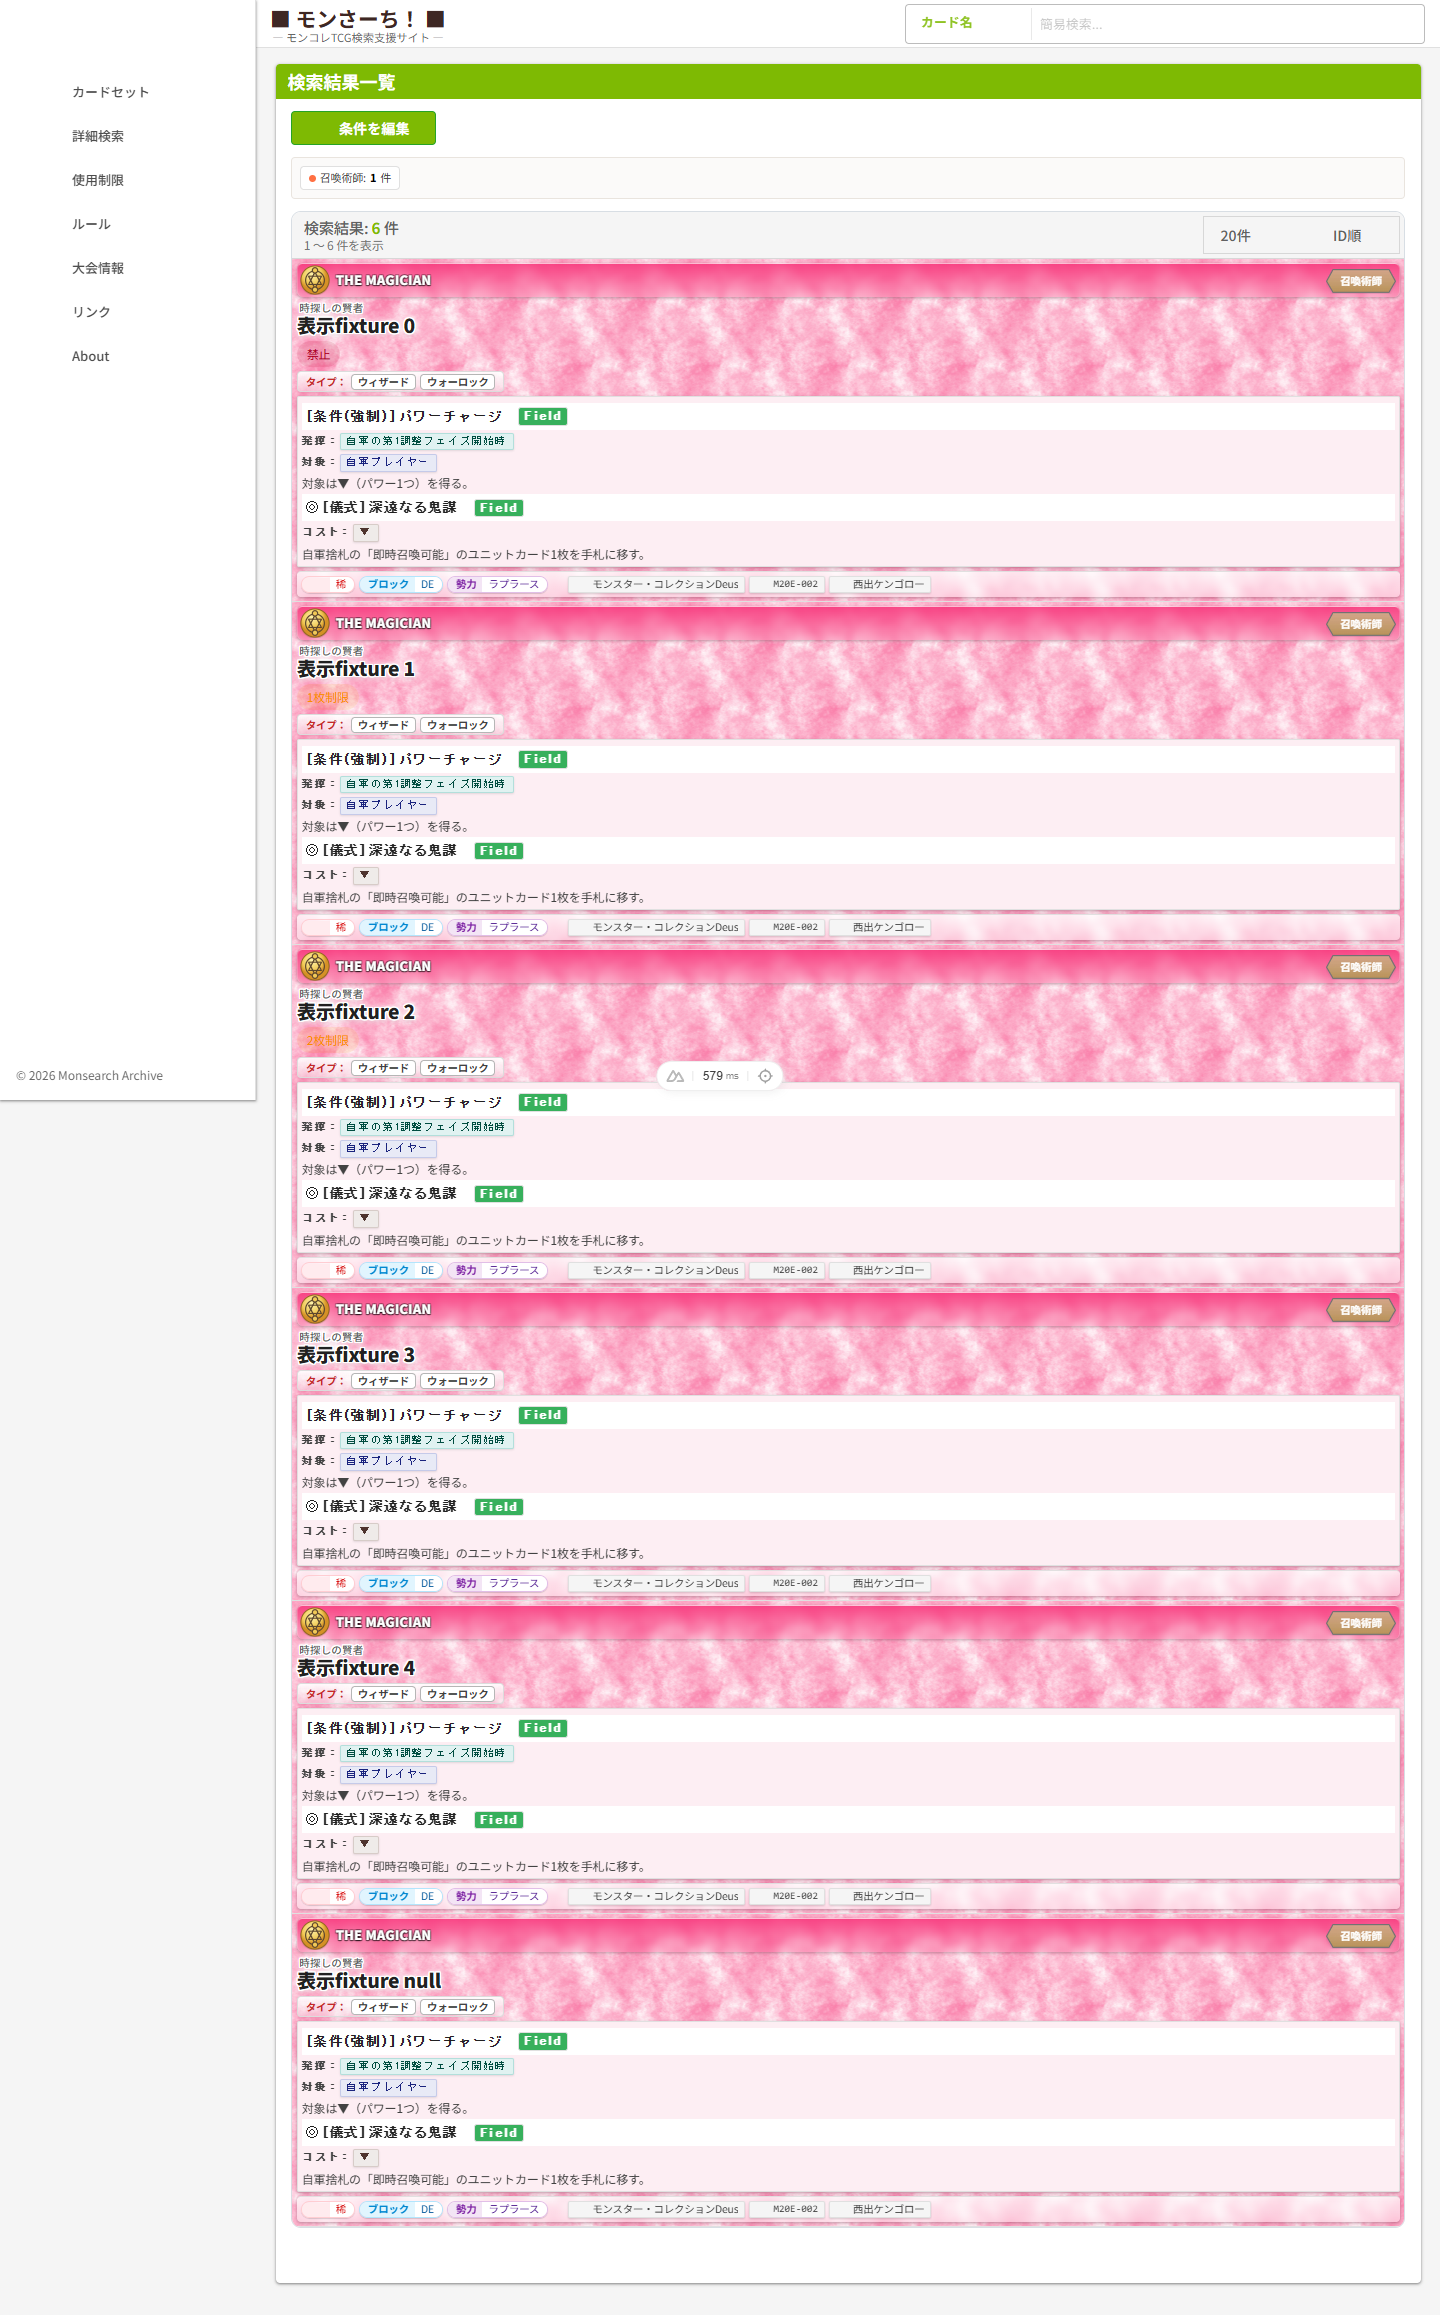 ■ モンさーち！ ■
― モンコレTCG検索支援サイト ―
カード名 簡易検索...
カードセット
詳細検索
使用制限
ルール
大会情報
リンク
About
© 2026 Monsearch Archive
検索結果一覧
条件を編集
召喚術師: 1 件
検索結果: 6 件
1 ～ 6 件を表示
20件 ID順
THE MAGICIAN 召喚術師
時探しの賢者
表示fixture 0
禁止
タイプ： ウィザード ウォーロック
[条件(強制)]パワーチャージ Field
発揮： 自軍の第1調整フェイズ開始時
対象： 自軍プレイヤー
対象は▼（パワー1つ）を得る。
◎[儀式]深遠なる鬼謀 Field
コスト： ▼
自軍捨札の「即時召喚可能」のユニットカード1枚を手札に移す。
稀 ブロック DE 勢力 ラプラース モンスター・コレクションDeus M20E-002 西出ケンゴロー
THE MAGICIAN 召喚術師
時探しの賢者
表示fixture 1
1枚制限
タイプ： ウィザード ウォーロック
[条件(強制)]パワーチャージ Field
発揮： 自軍の第1調整フェイズ開始時
対象： 自軍プレイヤー
対象は▼（パワー1つ）を得る。
◎[儀式]深遠なる鬼謀 Field
コスト： ▼
自軍捨札の「即時召喚可能」のユニットカード1枚を手札に移す。
稀 ブロック DE 勢力 ラプラース モンスター・コレクションDeus M20E-002 西出ケンゴロー
THE MAGICIAN 召喚術師
時探しの賢者
表示fixture 2
2枚制限
タイプ： ウィザード ウォーロック
579 ms
[条件(強制)]パワーチャージ Field
発揮： 自軍の第1調整フェイズ開始時
対象： 自軍プレイヤー
対象は▼（パワー1つ）を得る。
◎[儀式]深遠なる鬼謀 Field
コスト： ▼
自軍捨札の「即時召喚可能」のユニットカード1枚を手札に移す。
稀 ブロック DE 勢力 ラプラース モンスター・コレクションDeus M20E-002 西出ケンゴロー
THE MAGICIAN 召喚術師
時探しの賢者
表示fixture 3
タイプ： ウィザード ウォーロック
[条件(強制)]パワーチャージ Field
発揮： 自軍の第1調整フェイズ開始時
対象： 自軍プレイヤー
対象は▼（パワー1つ）を得る。
◎[儀式]深遠なる鬼謀 Field
コスト： ▼
自軍捨札の「即時召喚可能」のユニットカード1枚を手札に移す。
稀 ブロック DE 勢力 ラプラース モンスター・コレクションDeus M20E-002 西出ケンゴロー
THE MAGICIAN 召喚術師
時探しの賢者
表示fixture 4
タイプ： ウィザード ウォーロック
[条件(強制)]パワーチャージ Field
発揮： 自軍の第1調整フェイズ開始時
対象： 自軍プレイヤー
対象は▼（パワー1つ）を得る。
◎[儀式]深遠なる鬼謀 Field
コスト： ▼
自軍捨札の「即時召喚可能」のユニットカード1枚を手札に移す。
稀 ブロック DE 勢力 ラプラース モンスター・コレクションDeus M20E-002 西出ケンゴロー
THE MAGICIAN 召喚術師
時探しの賢者
表示fixture null
タイプ： ウィザード ウォーロック
[条件(強制)]パワーチャージ Field
発揮： 自軍の第1調整フェイズ開始時
対象： 自軍プレイヤー
対象は▼（パワー1つ）を得る。
◎[儀式]深遠なる鬼謀 Field
コスト： ▼
自軍捨札の「即時召喚可能」のユニットカード1枚を手札に移す。
稀 ブロック DE 勢力 ラプラース モンスター・コレクションDeus M20E-002 西出ケンゴロー